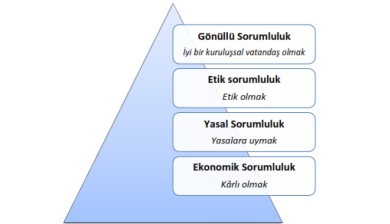 Gönüllü Sorumluluk
İyi bir kuruluşsal vatandaş olmak
Etik sorumluluk
Etik olmak
Yasal Sorumluluk
Yasalara uymak
Ekonomik Sorumluluk
Kârlı olmak